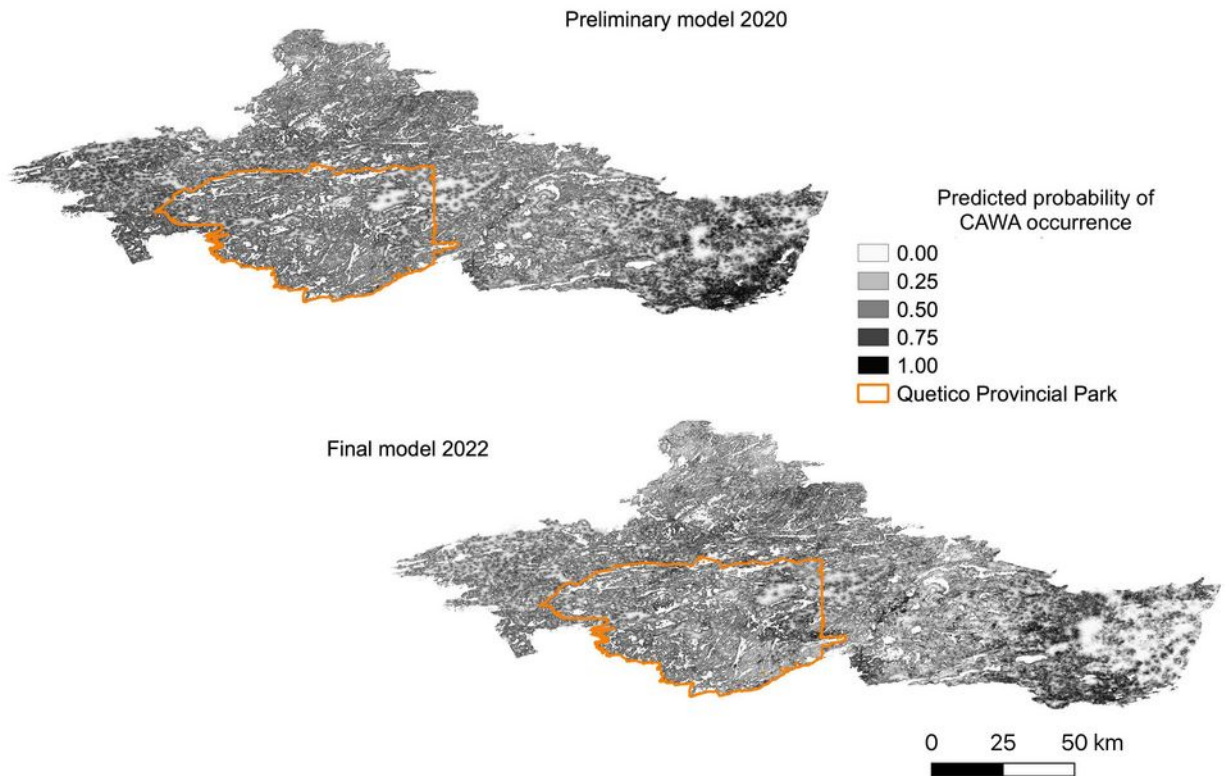 Preliminary model 2020
Predicted probability of
CAWA occurrence
0.00
0.25
0.50
0.75
1.00
Quetico Provincial Park
Final model 2022
0 25 50 km